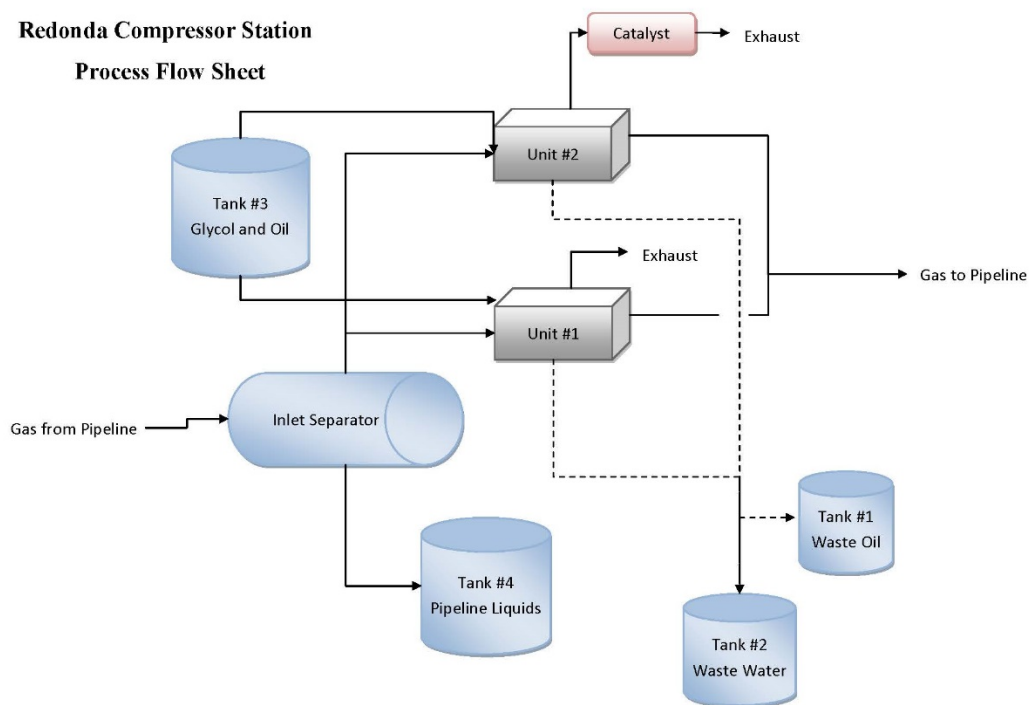 Redonda Compressor Station
Process Flow Sheet
Catalyst
Exhaust
Unit #2
Tank #3
Glycol and Oil
Exhaust
Gas to Pipeline
Unit #1
Inlet Separator
Gas from Pipeline
Tank #1
Waste Oil
Tank #4
Pipeline Liquids
Tank #2
Waste Water